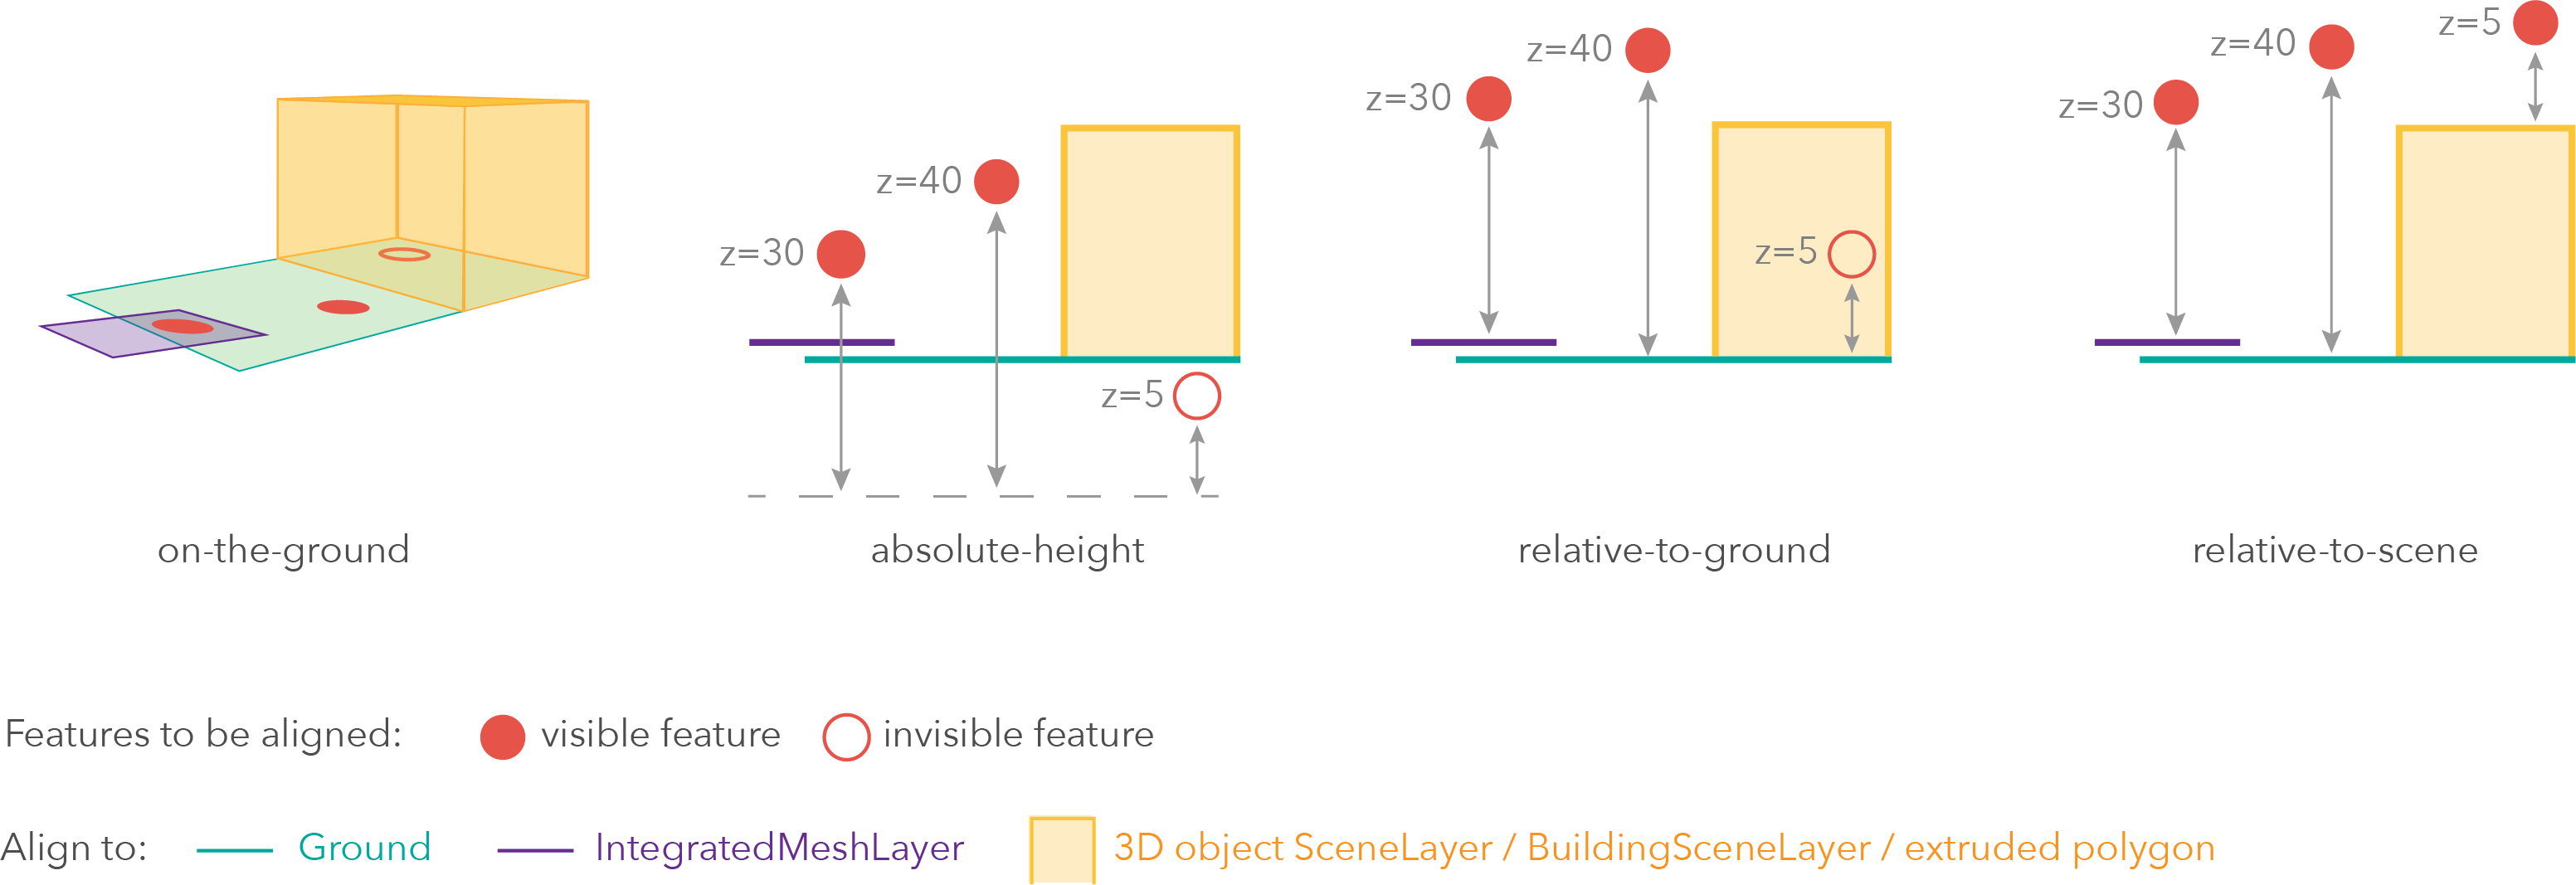 z=30
z=40
z=5
z=30
z=40
z=5
z=30
z=40
z=5
on-the-ground
absolute-height
relative-to-ground
relative-to-scene
Features to be aligned: visible feature invisible feature
Align to: Ground IntegratedMeshLayer 3D object SceneLayer / BuildingSceneLayer / extruded polygon